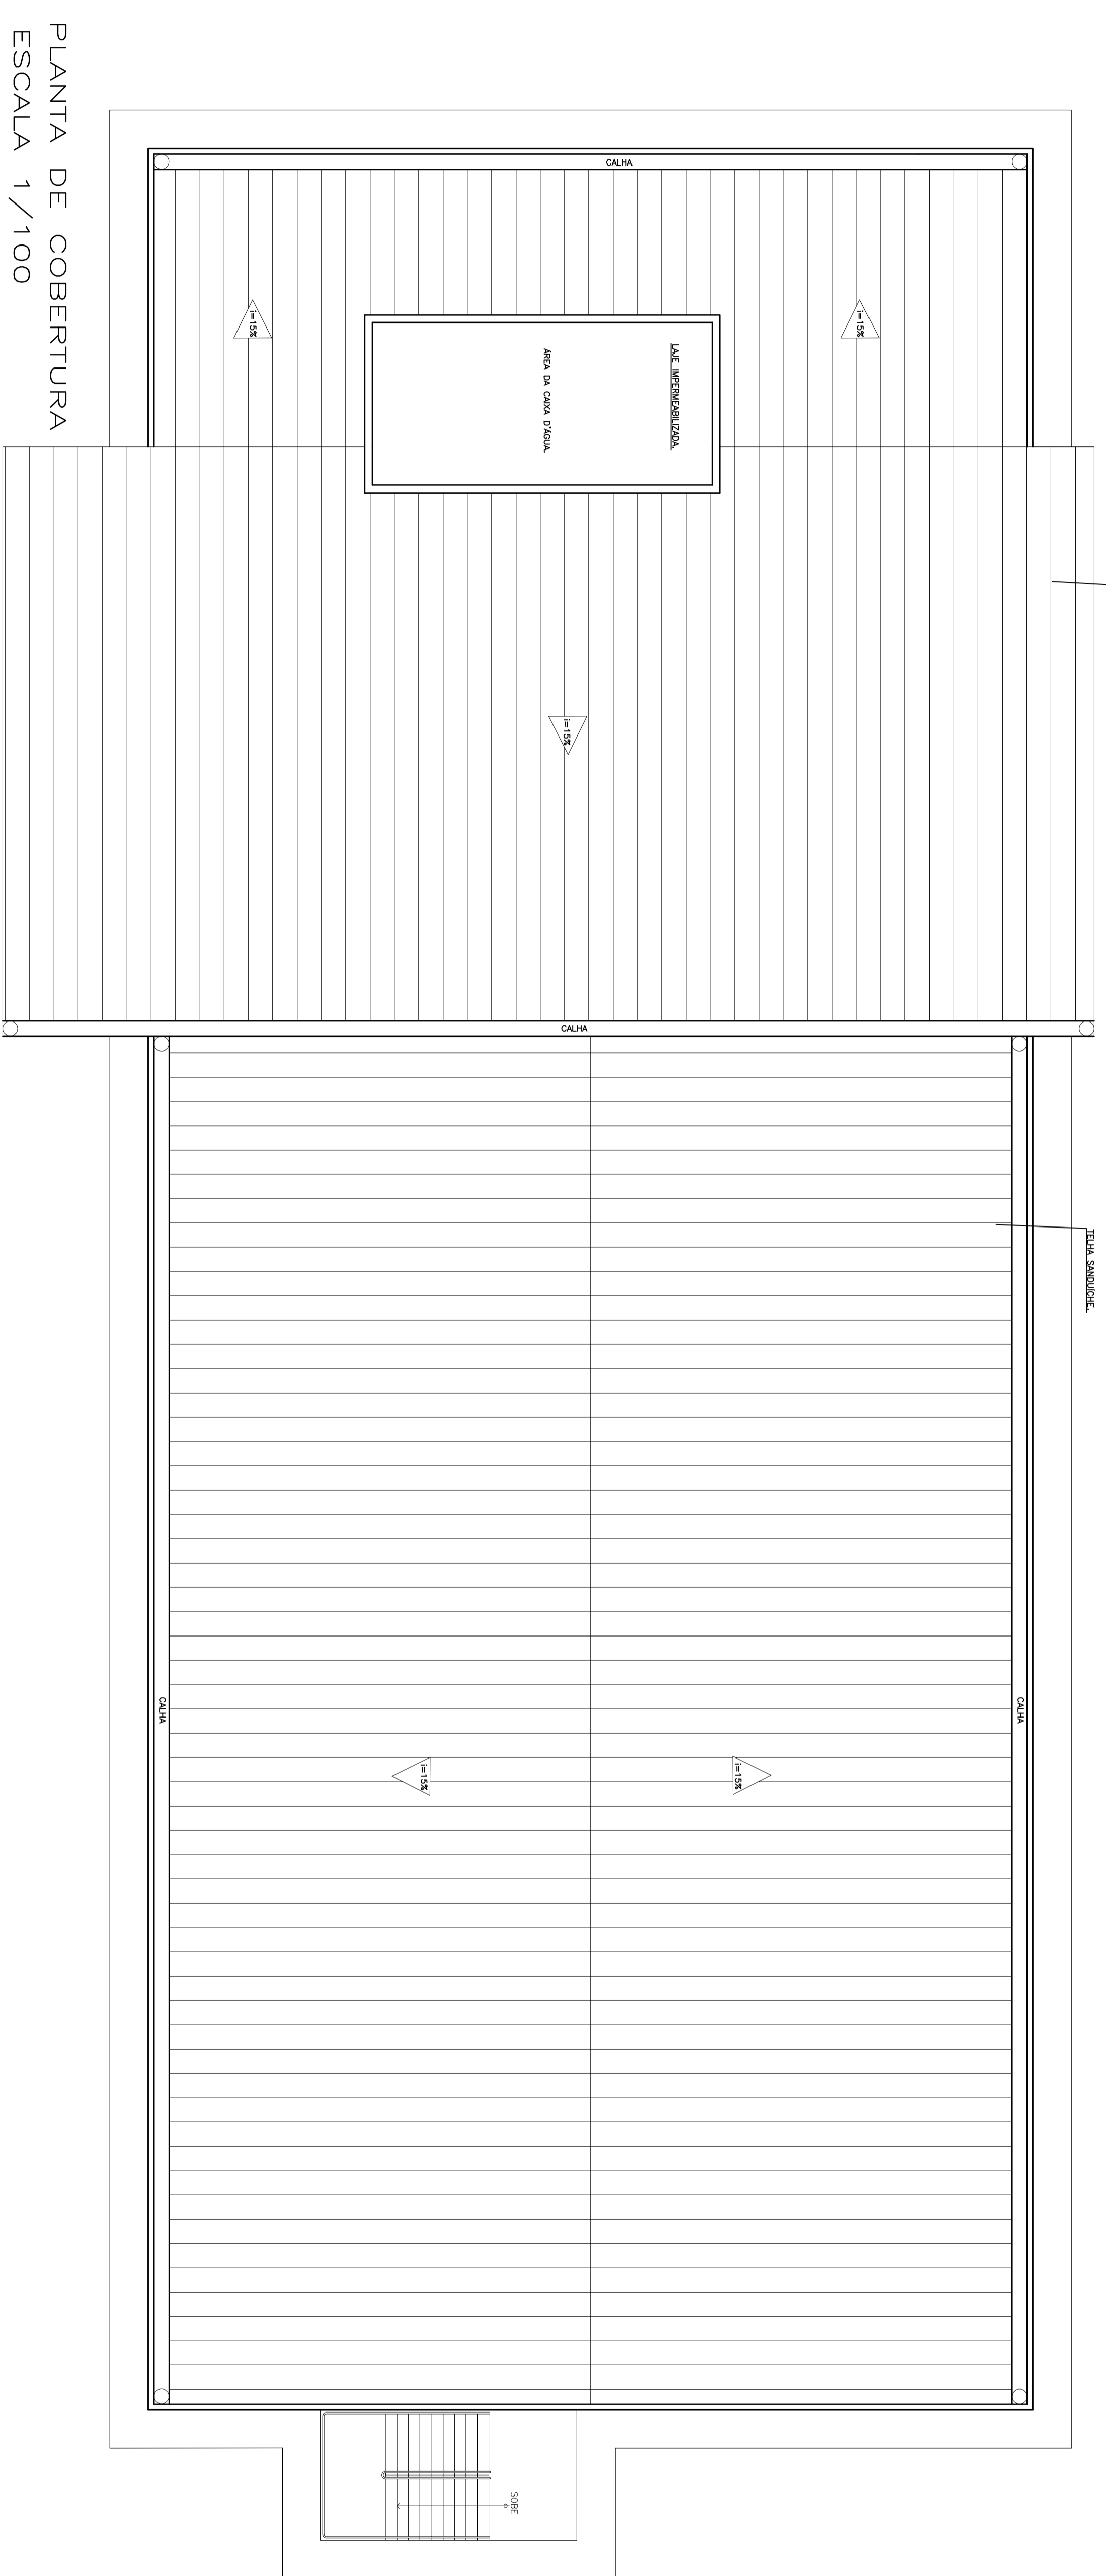 PLANTA DE COBERTURA
ESCALA 1/100
CALHA
i=15%
i=15%
LAJE IMPERMEABILIZADA.
ÁREA DA CAIXA D'ÁGUA.
i=15%
CALHA
TELHA SANDUÍCHE.
CALHA
CALHA
i=15%
i=15%
SOBE